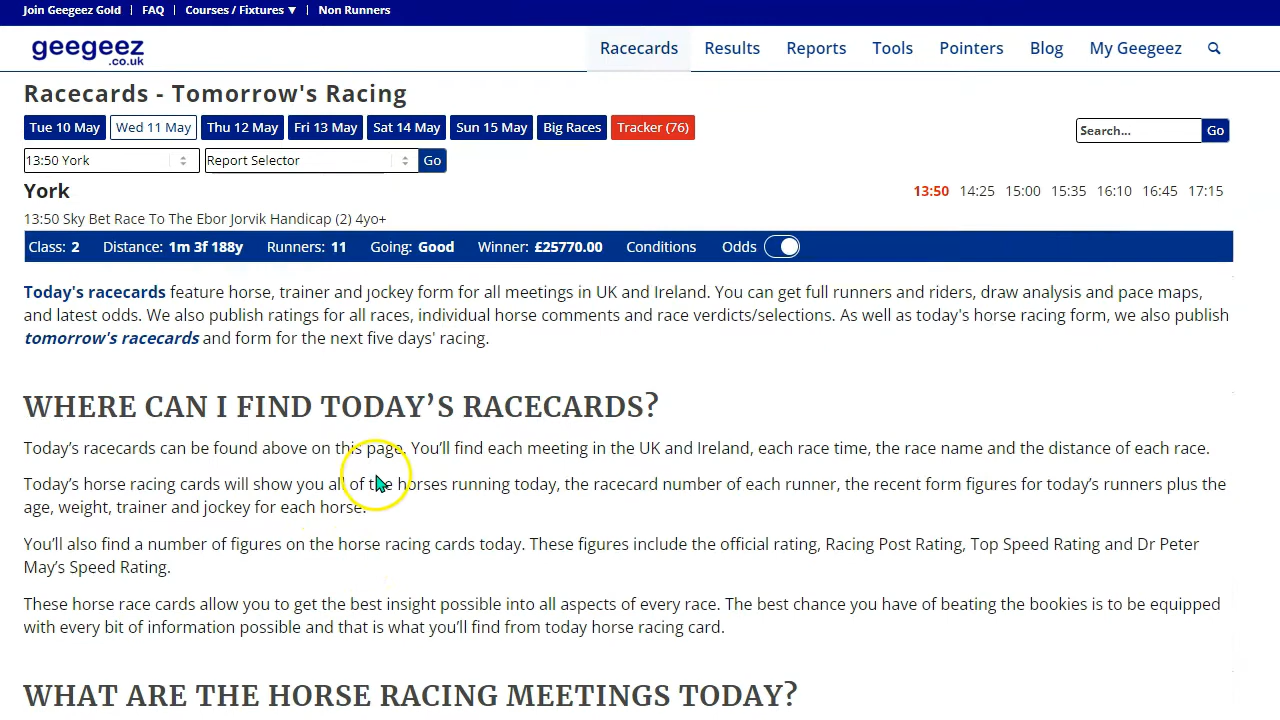 Join Geegeez Gold | FAQ | Courses / Fixtures ▼ | Non Runners
geegeez.co.uk
Racecards Results Reports Tools Pointers Blog My Geegeez
Racecards - Tomorrow's Racing
Tue 10 May Wed 11 May Thu 12 May Fri 13 May Sat 14 May Sun 15 May Big Races Tracker (76)
Search... Go
13:50 York Report Selector Go
York 13:50 14:25 15:00 15:35 16:10 16:45 17:15
13:50 Sky Bet Race To The Ebor Jorvik Handicap (2) 4yo+
Class: 2 Distance: 1m 3f 188y Runners: 11 Going: Good Winner: £25770.00 Conditions Odds
Today's racecards feature horse, trainer and jockey form for all meetings in UK and Ireland. You can get full runners and riders, draw analysis and pace maps,
and latest odds. We also publish ratings for all races, individual horse comments and race verdicts/selections. As well as today's horse racing form, we also publish
tomorrow's racecards and form for the next five days' racing.
WHERE CAN I FIND TODAY’S RACECARDS?
Today’s racecards can be found above on this page. You’ll find each meeting in the UK and Ireland, each race time, the race name and the distance of each race.
Today’s horse racing cards will show you all of the horses running today, the racecard number of each runner, the recent form figures for today’s runners plus the
age, weight, trainer and jockey for each horse.
You’ll also find a number of figures on the horse racing cards today. These figures include the official rating, Racing Post Rating, Top Speed Rating and Dr Peter
May’s Speed Rating.
These horse race cards allow you to get the best insight possible into all aspects of every race. The best chance you have of beating the bookies is to be equipped
with every bit of information possible and that is what you’ll find from today horse racing card.
WHAT ARE THE HORSE RACING MEETINGS TODAY?